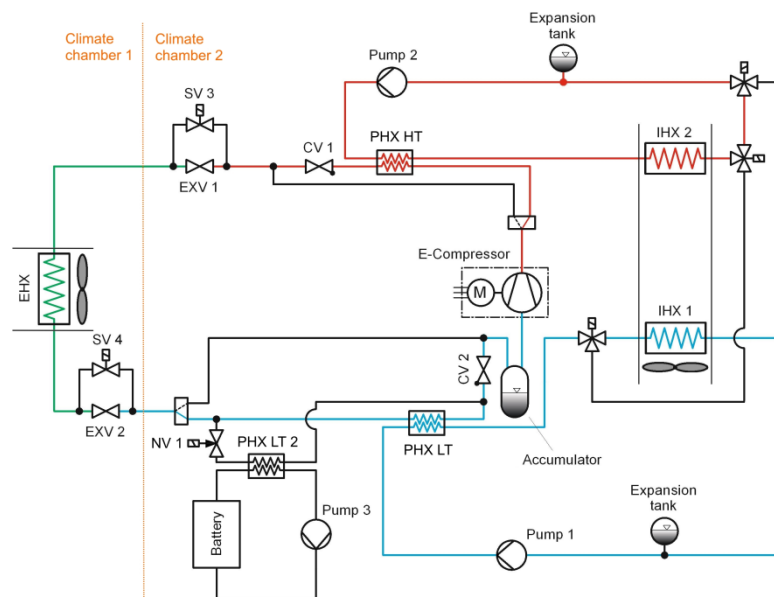 Climate
chamber 1
Climate
chamber 2
Expansion
tank
Pump 2
SV 3
CV 1
PHX HT
IHX 2
EXV 1
E-Compressor
M
EHX
IHX 1
SV 4
CV 2
EXV 2
NV 1
PHX LT 2
PHX LT
Accumulator
Battery
Pump 3
Expansion
tank
Pump 1